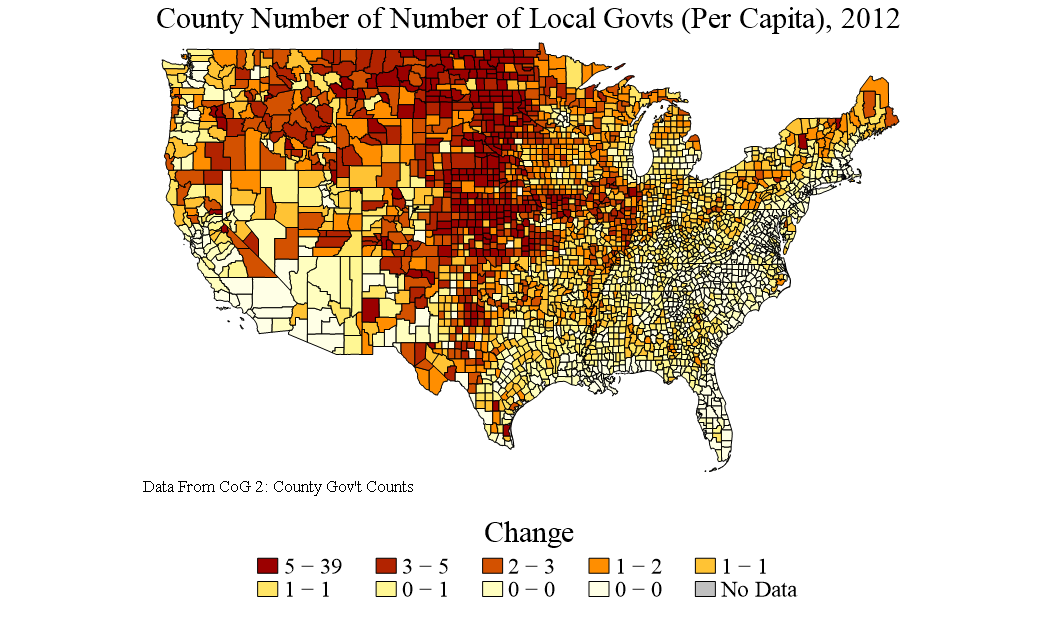 County Number of Number of Local Govts (Per Capita), 2012
Data From CoG 2: County Gov't Counts
Change
5 − 39 3 − 5 2 − 3 1 − 2 1 − 1
1 − 1 0 − 1 0 − 0 0 − 0 No Data